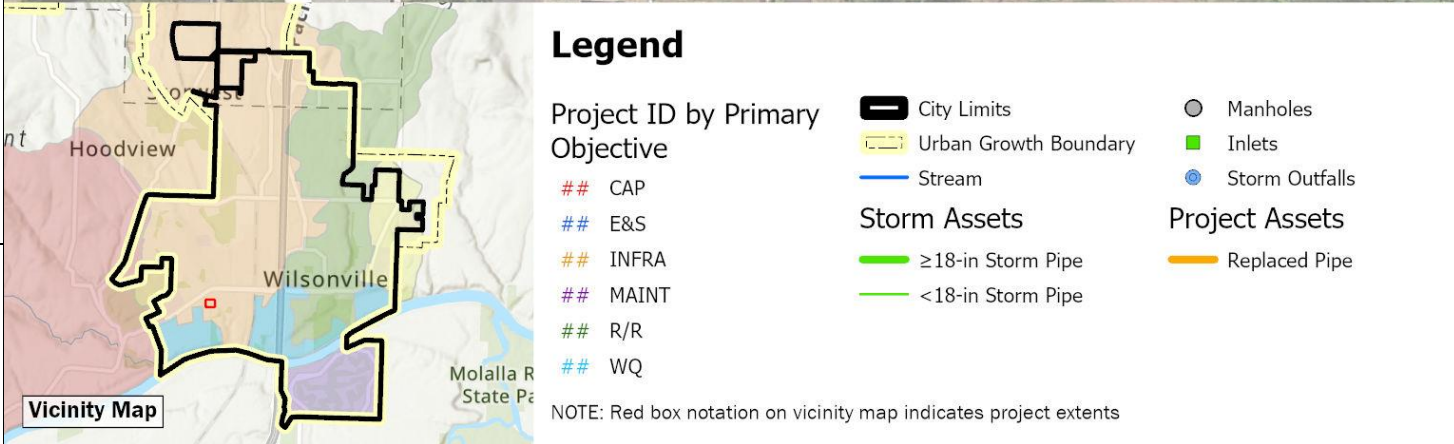 nt
Hoodview
Wilsonville
Molalla R
State Pa
Vicinity Map
Legend
Project ID by Primary
Objective
## CAP
## E&S
## INFRA
## MAINT
## R/R
## WQ
City Limits
Urban Growth Boundary
Stream
Storm Assets
≥18-in Storm Pipe
<18-in Storm Pipe
Manholes
Inlets
Storm Outfalls
Project Assets
Replaced Pipe
NOTE: Red box notation on vicinity map indicates project extents